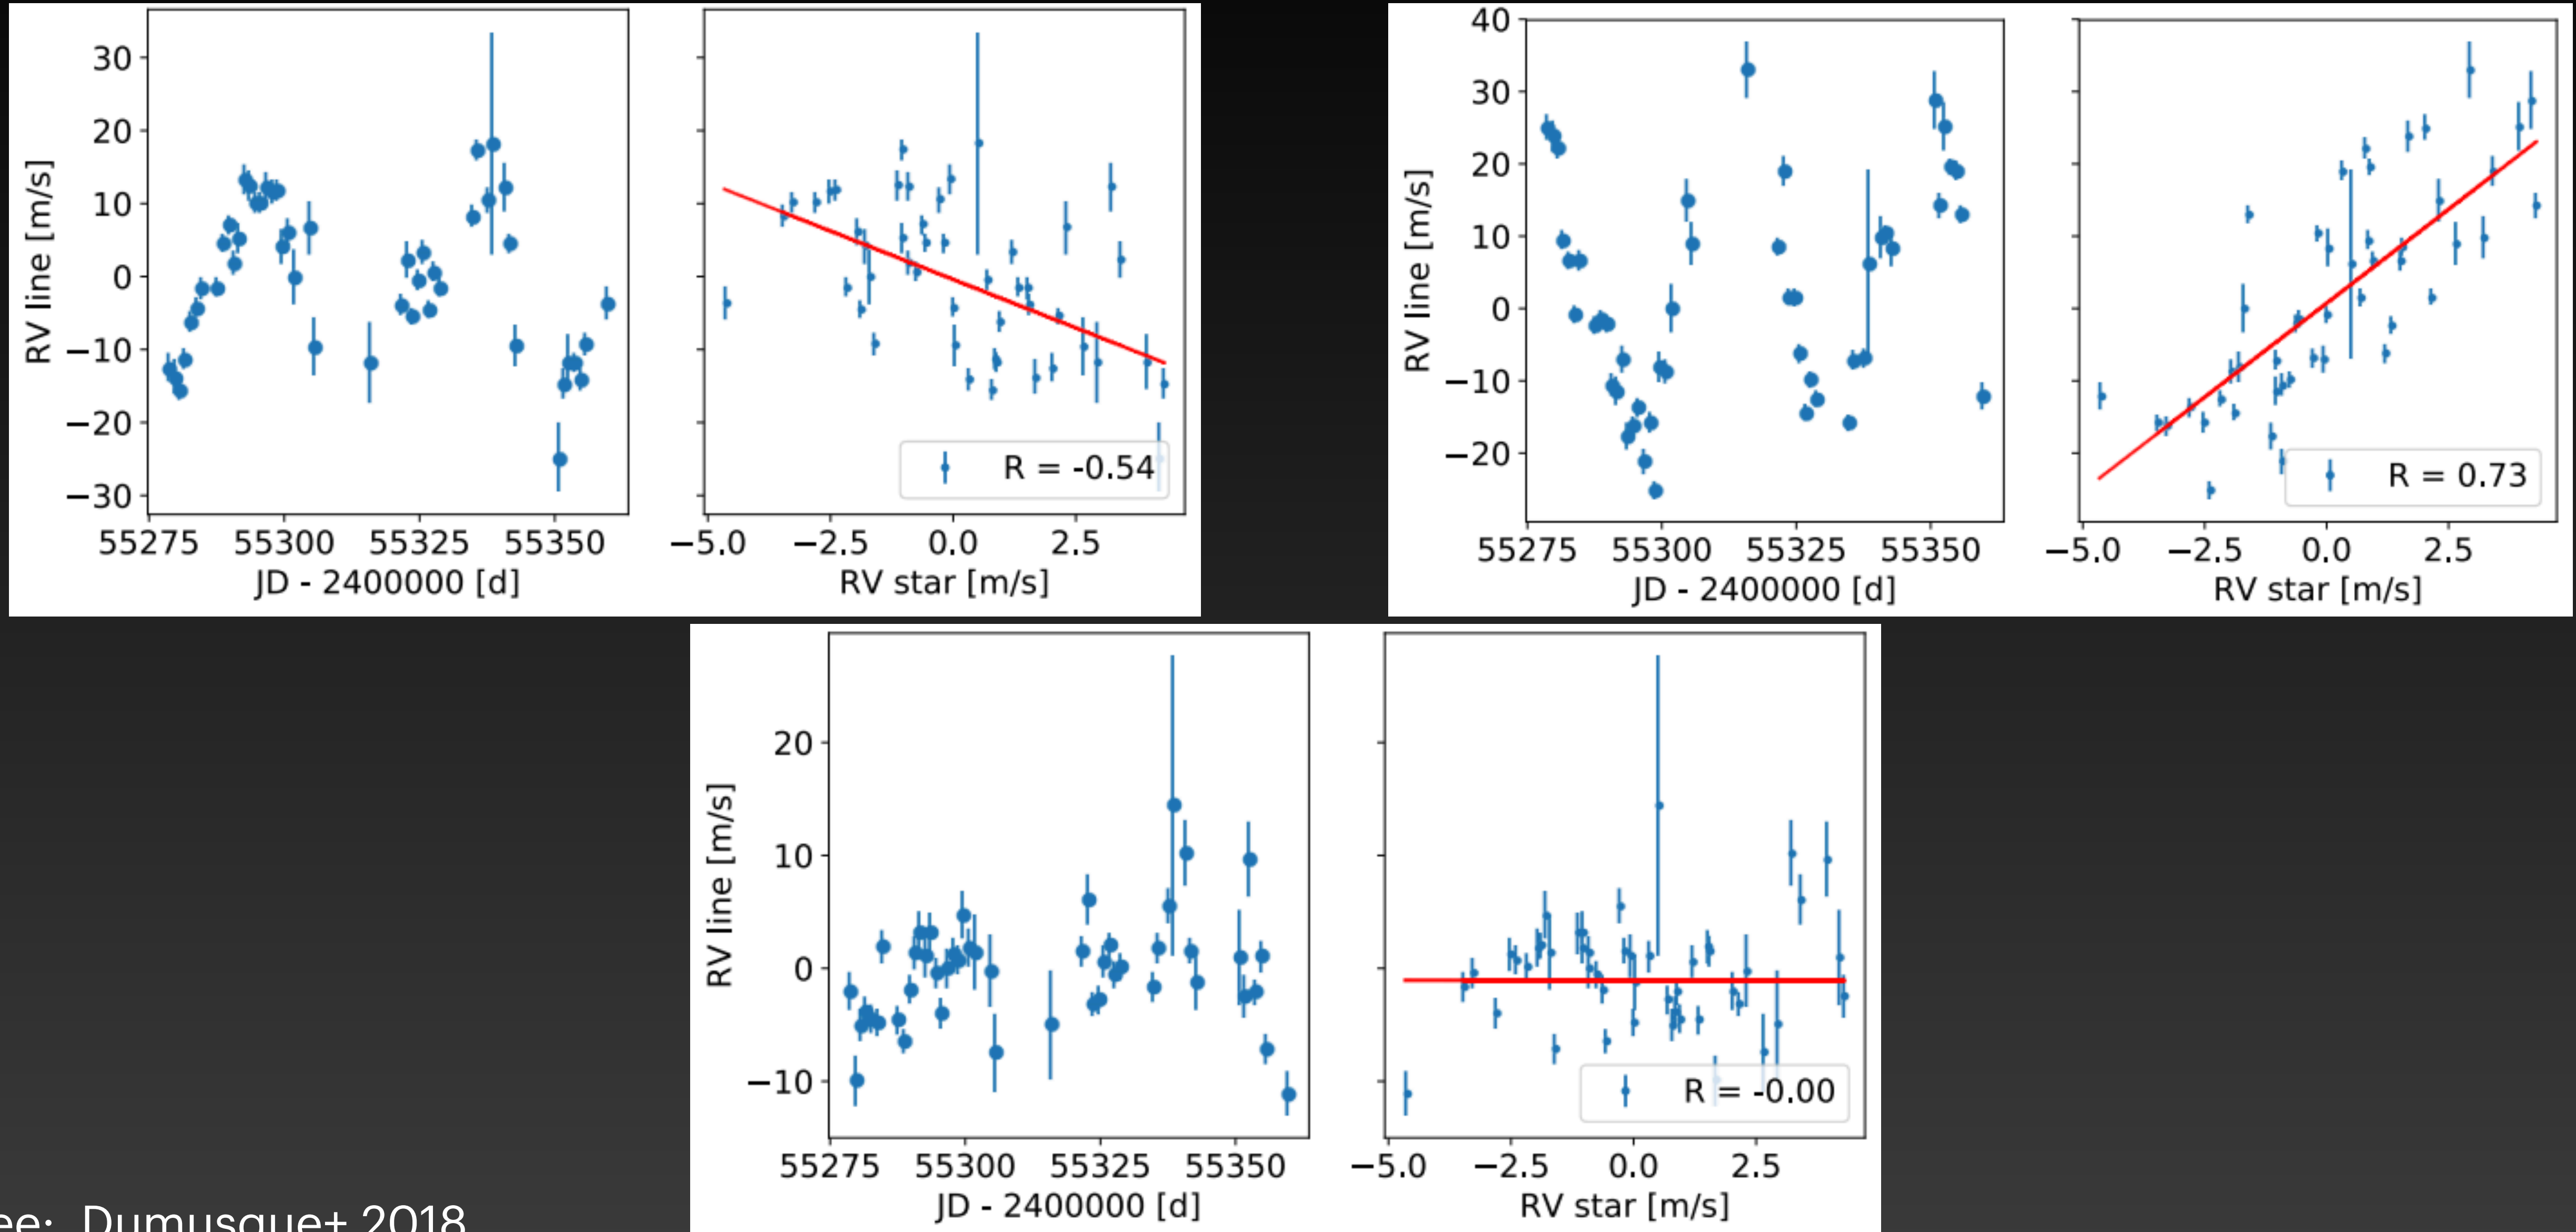 30
20
10
0
−10
−20
−30
RV line [m/s]
55275 55300 55325 55350
JD - 2400000 [d]
R = -0.54
−5.0 −2.5 0.0 2.5
RV star [m/s]
40
30
20
10
0
−10
−20
RV line [m/s]
55275 55300 55325 55350
JD - 2400000 [d]
R = 0.73
−5.0 −2.5 0.0 2.5
RV star [m/s]
20
10
0
−10
RV line [m/s]
55275 55300 55325 55350
JD - 2400000 [d]
R = -0.00
−5.0 −2.5 0.0 2.5
RV star [m/s]
ee: Dumusque+ 2018